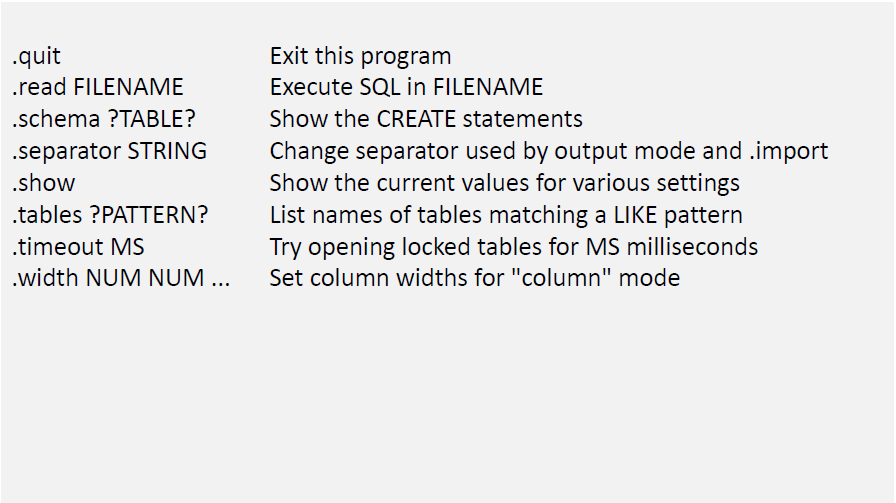 .quit Exit this program
.read FILENAME Execute SQL in FILENAME
.schema ?TABLE? Show the CREATE statements
.separator STRING Change separator used by output mode and .import
.show Show the current values for various settings
.tables ?PATTERN? List names of tables matching a LIKE pattern
.timeout MS Try opening locked tables for MS milliseconds
.width NUM NUM ... Set column widths for "column" mode